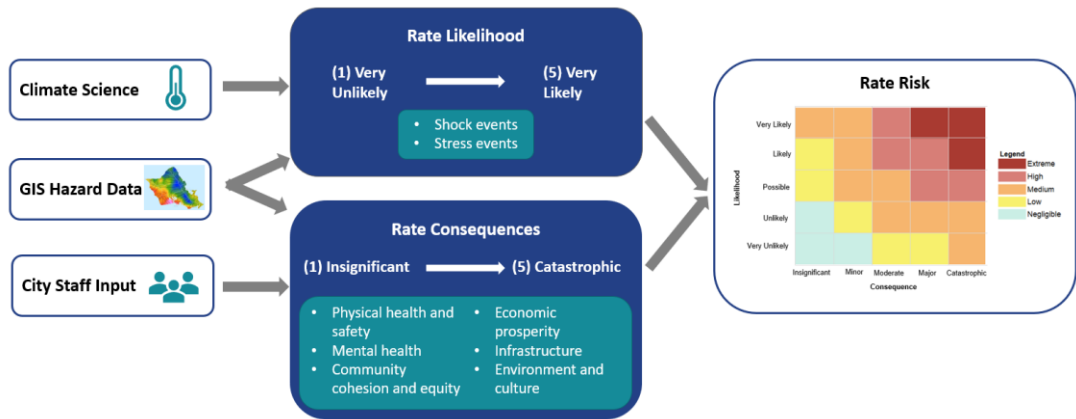 Climate Science
GIS Hazard Data
City Staff Input
Rate Likelihood
(1) Very
Unlikely
(5) Very
Likely
• Shock events
• Stress events
Rate Consequences
(1) Insignificant
(5) Catastrophic
• Physical health and
safety
• Mental health
• Community
cohesion and equity
• Economic
prosperity
• Infrastructure
• Environment and
culture
Rate Risk
Likelihood
Very Likely
Likely
Possible
Unlikely
Very Unlikely
Insignificant
Minor
Moderate
Major
Catastrophic
Consequence
Legend
Extreme
High
Medium
Low
Negligible